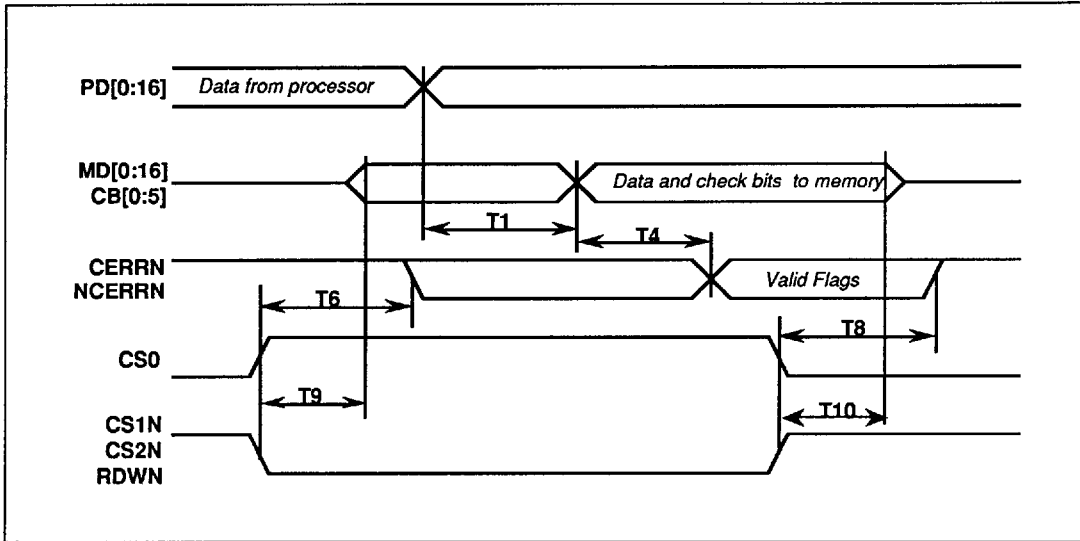 PD[0:16] Data from processor
MD[0:16]
CB[0:5]
Data and check bits to memory
T1
T4
CERRN
NCERRN
Valid Flags
T6
T8
CS0
T9
T10
CS1N
CS2N
RDWN